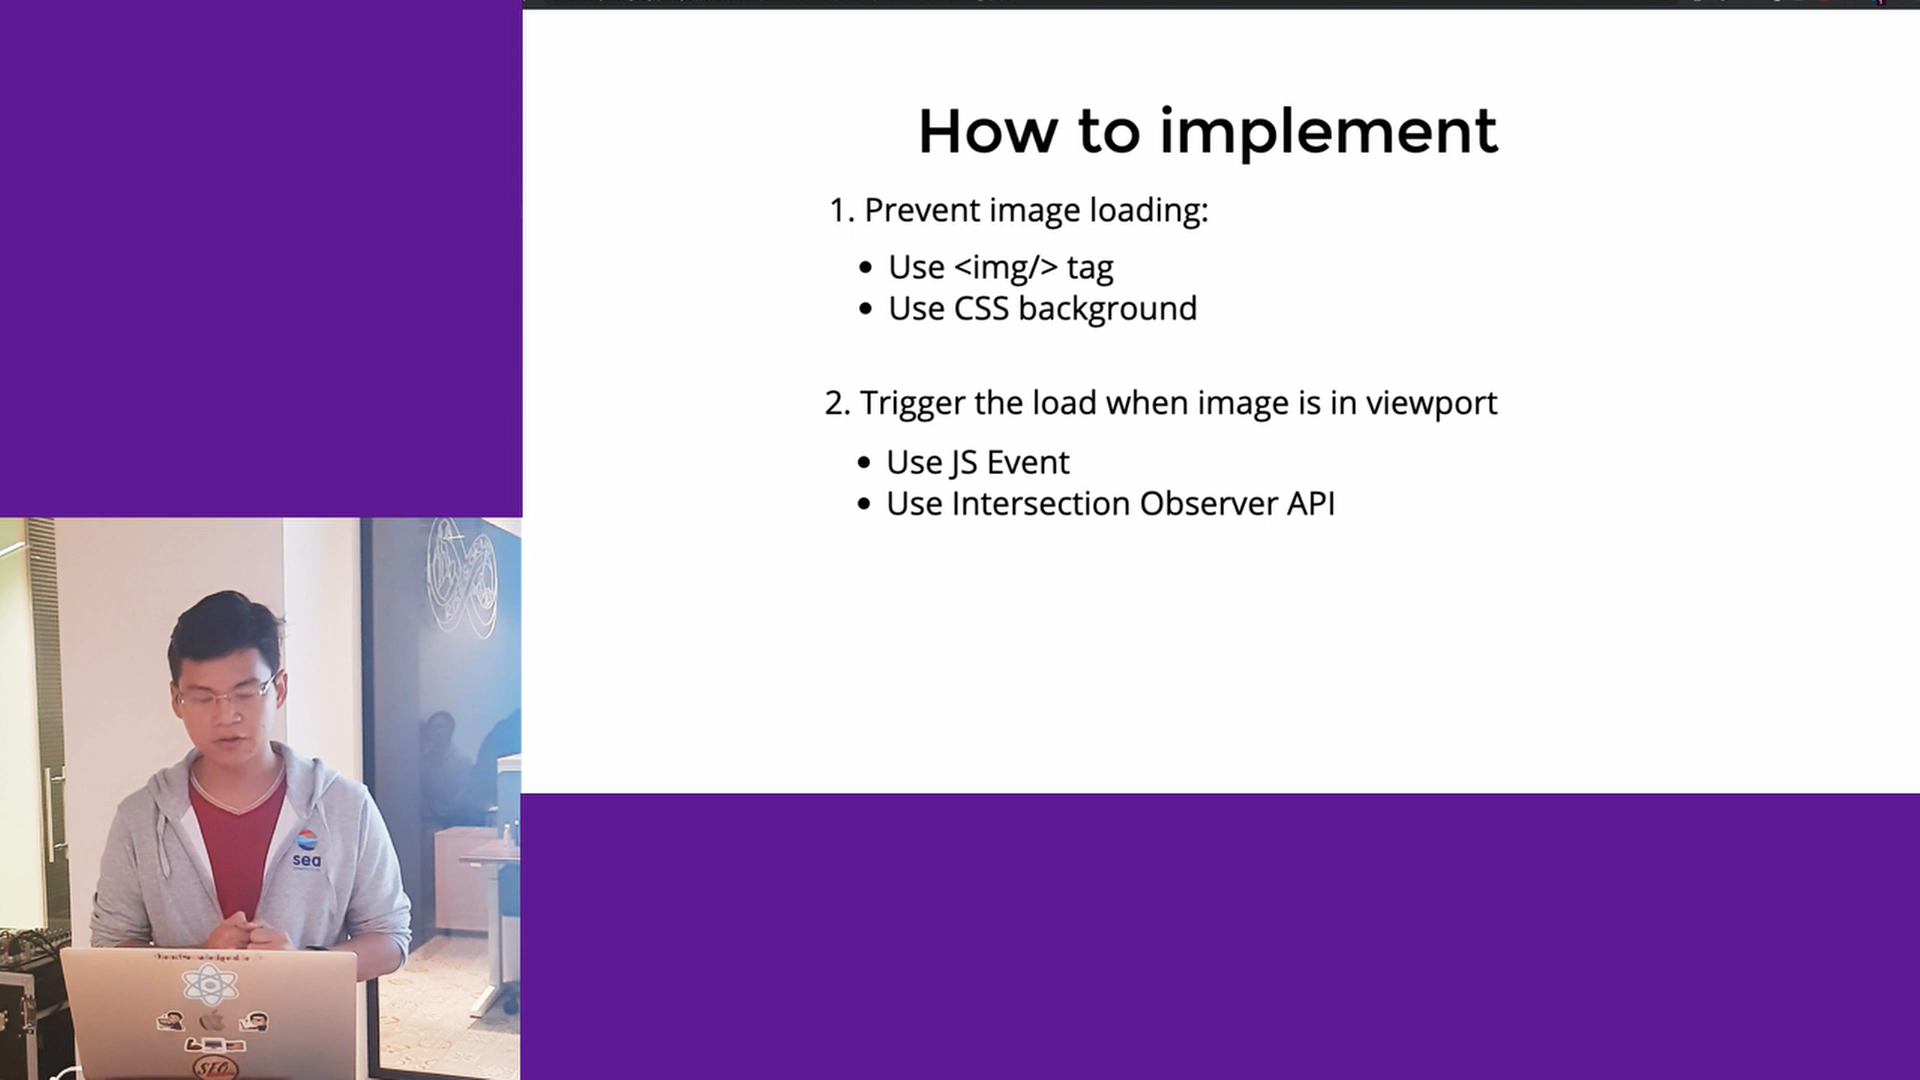 How to implement
1. Prevent image loading:
• Use <img/> tag
• Use CSS background
2. Trigger the load when image is in viewport
• Use JS Event
• Use Intersection Observer API
sea
SEO